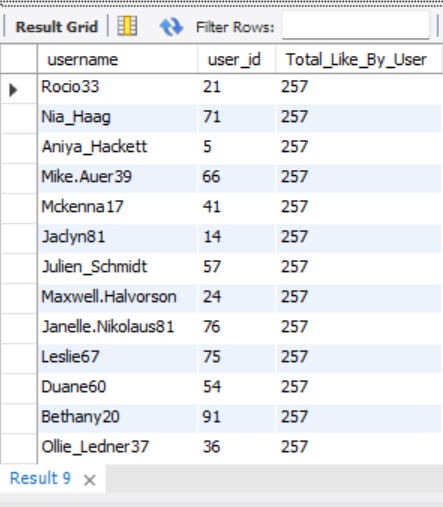 Result Grid Filter Rows:
username user_id Total_Like_By_User
Rocio33 21 257
Nia_Haag 71 257
Aniya_Hackett 5 257
Mike.Auer39 66 257
Mckenna17 41 257
Jaclyn81 14 257
Julien_Schmidt 57 257
Maxwell.Halvorson 24 257
Janelle.Nikolaus81 76 257
Leslie67 75 257
Duane60 54 257
Bethany20 91 257
Ollie_Ledner37 36 257
Result 9